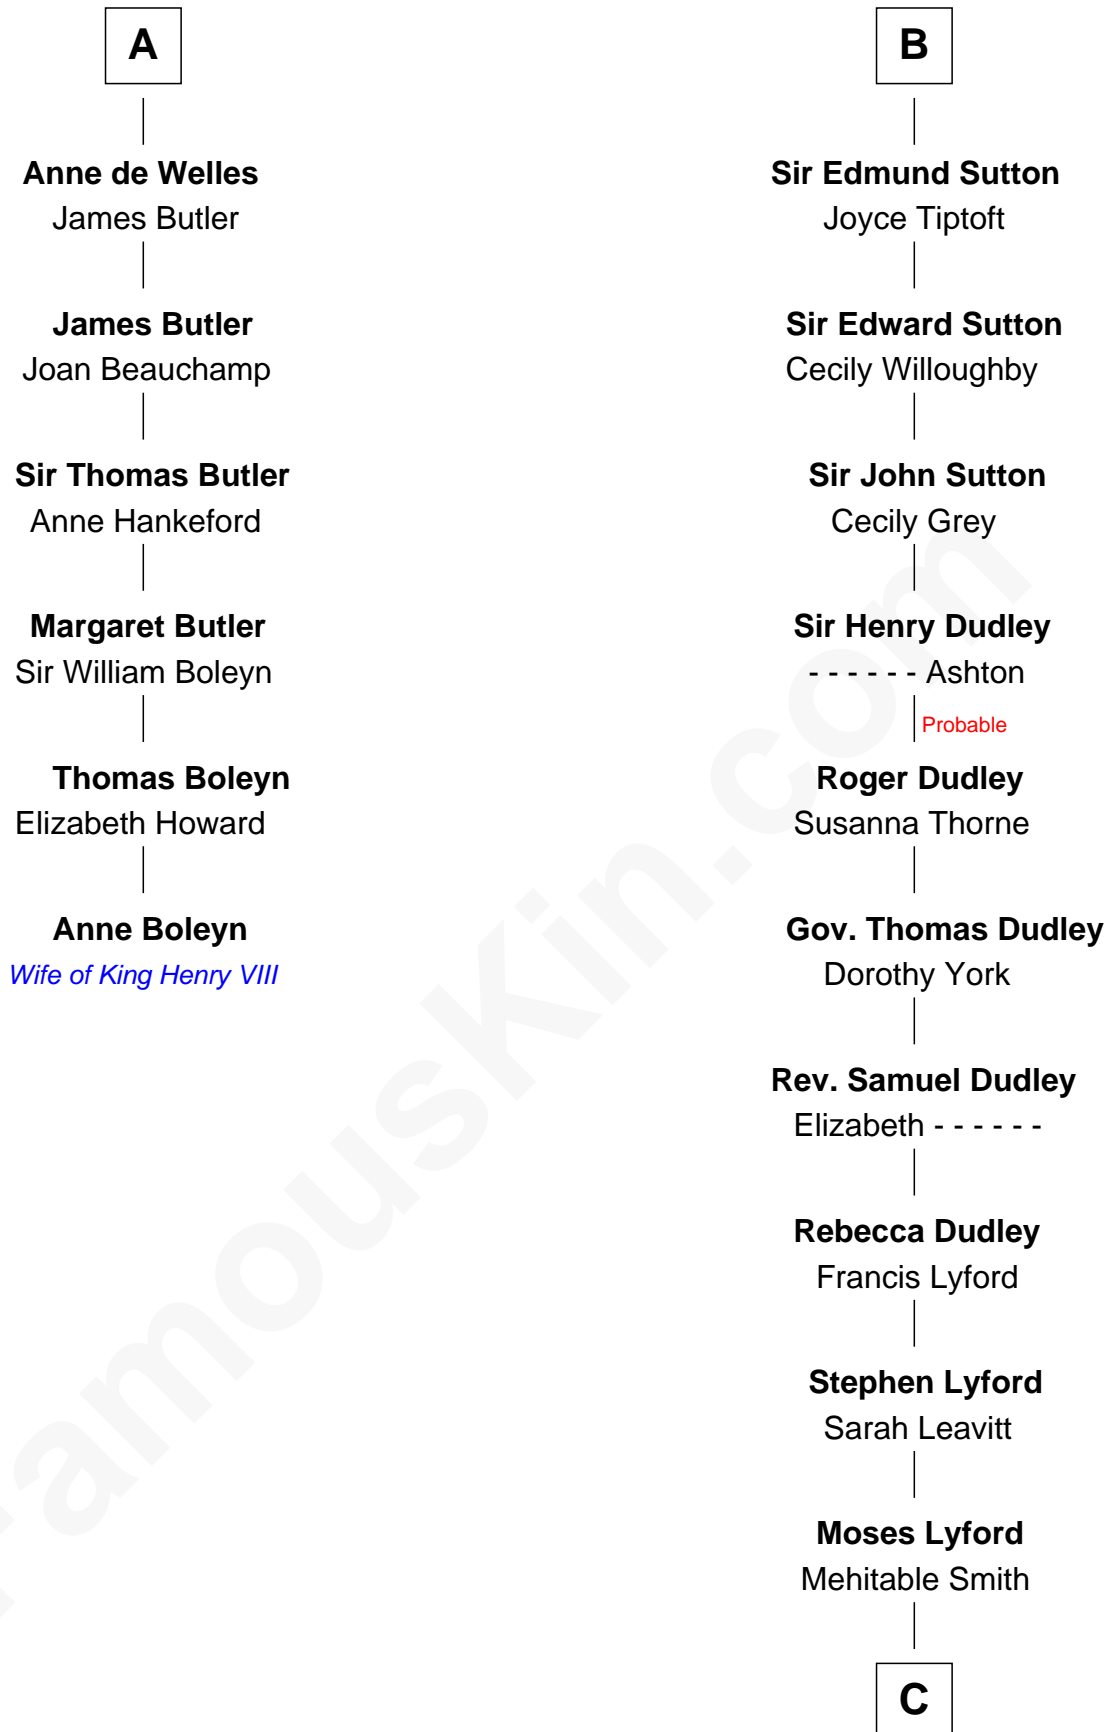 A
Anne de Welles
James Butler
James Butler
Joan Beauchamp
Sir Thomas Butler
Anne Hankeford
Margaret Butler
Sir William Boleyn
Thomas Boleyn
Elizabeth Howard
Anne Boleyn
Wife of King Henry VIII
B
Sir Edmund Sutton
Joyce Tiptoft
Sir Edward Sutton
Cecily Willoughby
Sir John Sutton
Cecily Grey
Sir Henry Dudley
- - - - - - Ashton
Probable
Roger Dudley
Susanna Thorne
Gov. Thomas Dudley
Dorothy York
Rev. Samuel Dudley
Elizabeth - - - - - -
Rebecca Dudley
Francis Lyford
Stephen Lyford
Sarah Leavitt
Moses Lyford
Mehitable Smith
C
FamousKin.com